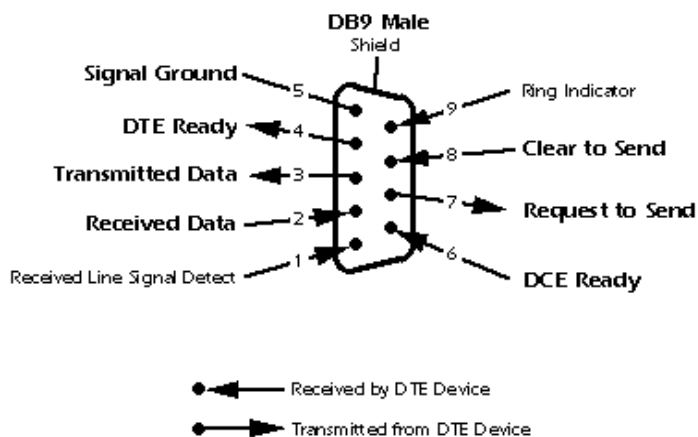 DB9 Male
Shield
Signal Ground
5
9
Ring Indicator
DTE Ready
4
8
Clear to Send
Transmitted Data
3
7
Request to Send
Received Data
2
6
DCE Ready
Received Line Signal Detect
1
Received by DTE Device
Transmitted from DTE Device